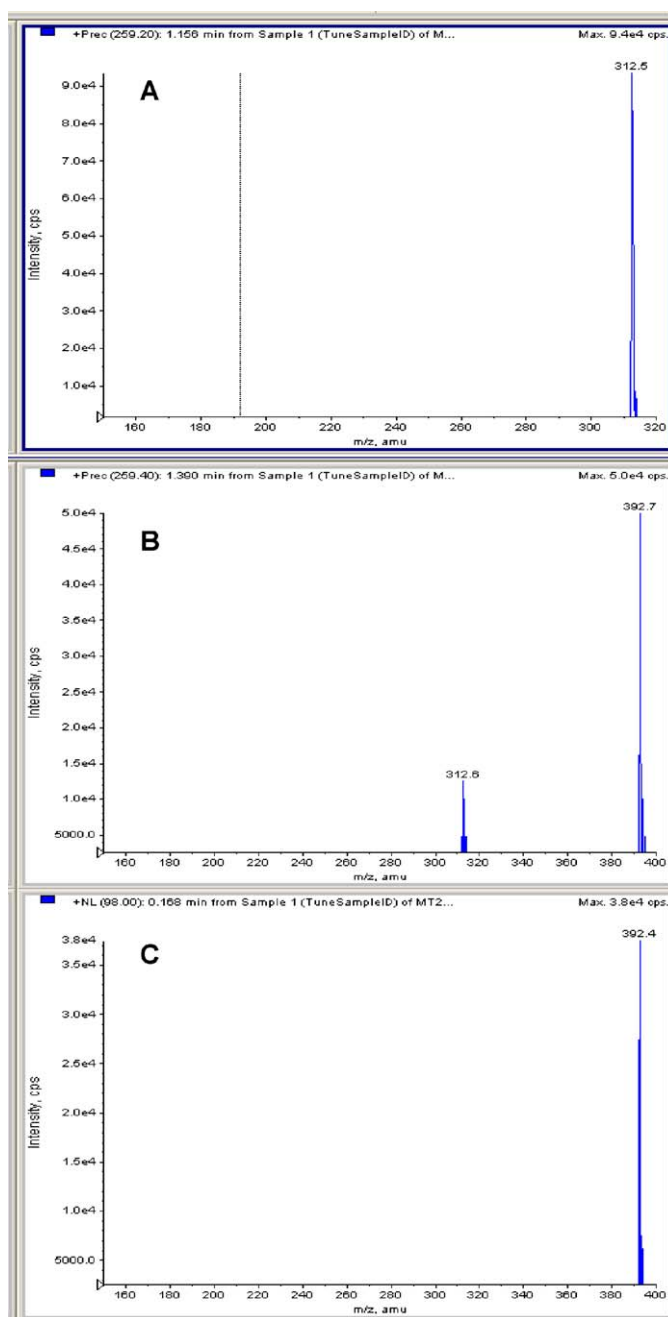 +Prec (259.20): 1.156 min from Sample 1 (TuneSampleID) of M... Max. 9.4e4 cps.
A
312.5
9.0e4
8.0e4
7.0e4
6.0e4
5.0e4
4.0e4
3.0e4
2.0e4
1.0e4
Intensity, cps
160 180 200 220 240 260 280 300 320
m/z, amu
+Prec (259.40): 1.390 min from Sample 1 (TuneSampleID) of M... Max. 5.0e4 cps.
B
392.7
312.6
5.0e4
4.5e4
4.0e4
3.5e4
3.0e4
2.5e4
2.0e4
1.5e4
1.0e4
5000.0
Intensity, cps
160 180 200 220 240 260 280 300 320 340 360 380 400
m/z, amu
+NL (98.00): 0.168 min from Sample 1 (TuneSampleID) of MT2... Max. 3.8e4 cps.
C
392.4
3.8e4
3.5e4
3.0e4
2.5e4
2.0e4
1.5e4
1.0e4
5000.0
Intensity, cps
160 180 200 220 240 260 280 300 320 340 360 380 400
m/z, amu